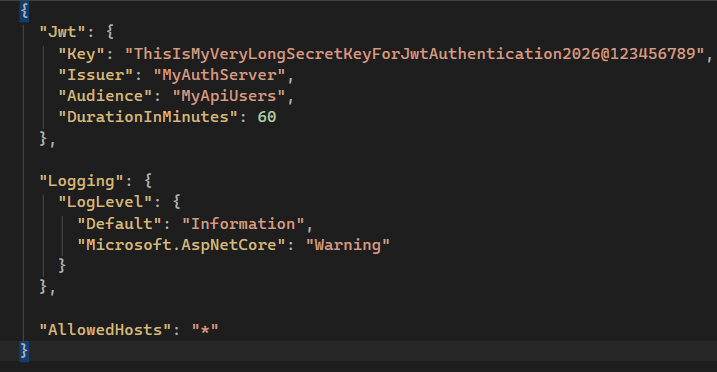 {
"Jwt": {
"Key": "ThisIsMyVeryLongSecretKeyForJwtAuthentication2026@123456789",
"Issuer": "MyAuthServer",
"Audience": "MyApiUsers",
"DurationInMinutes": 60
},
"Logging": {
"LogLevel": {
"Default": "Information",
"Microsoft.AspNetCore": "Warning"
}
},
"AllowedHosts": "*"
}